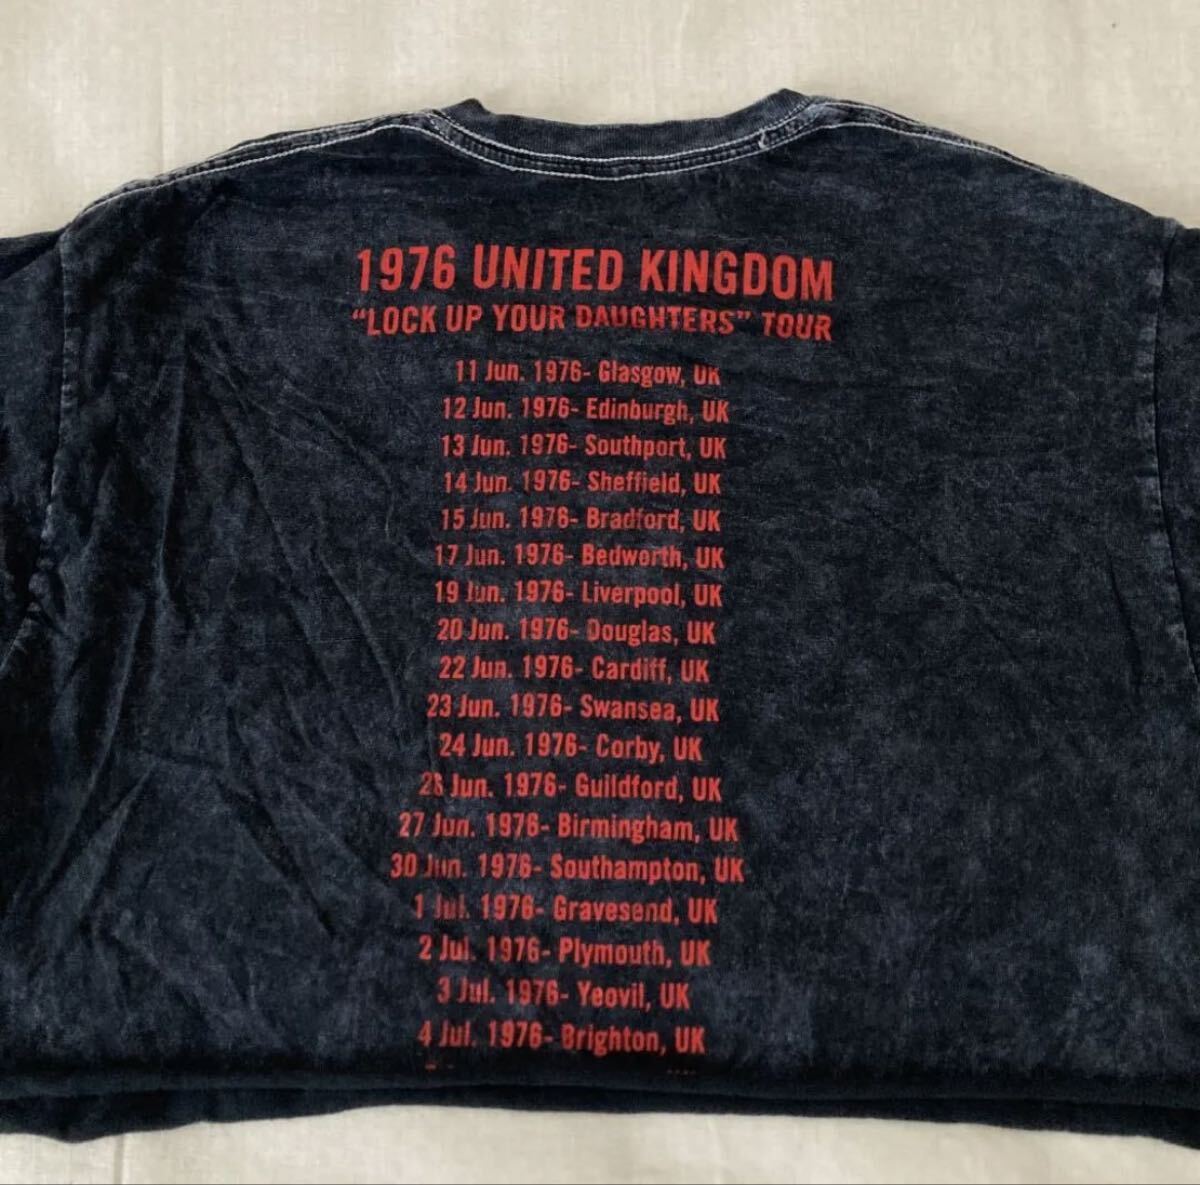 1976 UNITED KINGDOM
“LOCK UP YOUR DAUGHTERS” TOUR
11 Jun. 1976- Glasgow, UK
12 Jun. 1976- Edinburgh, UK
13 Jun. 1976- Southport, UK
14 Jun. 1976- Sheffield, UK
15 Jun. 1976- Bradford, UK
17 Jun. 1976- Bedworth, UK
19 Jun. 1976- Liverpool, UK
20 Jun. 1976- Douglas, UK
22 Jun. 1976- Cardiff, UK
23 Jun. 1976- Swansea, UK
24 Jun. 1976- Corby, UK
26 Jun. 1976- Guildford, UK
27 Jun. 1976- Birmingham, UK
30 Jun. 1976- Southampton, UK
1 Jul. 1976- Gravesend, UK
2 Jul. 1976- Plymouth, UK
3 Jul. 1976- Yeovil, UK
4 Jul. 1976- Brighton, UK